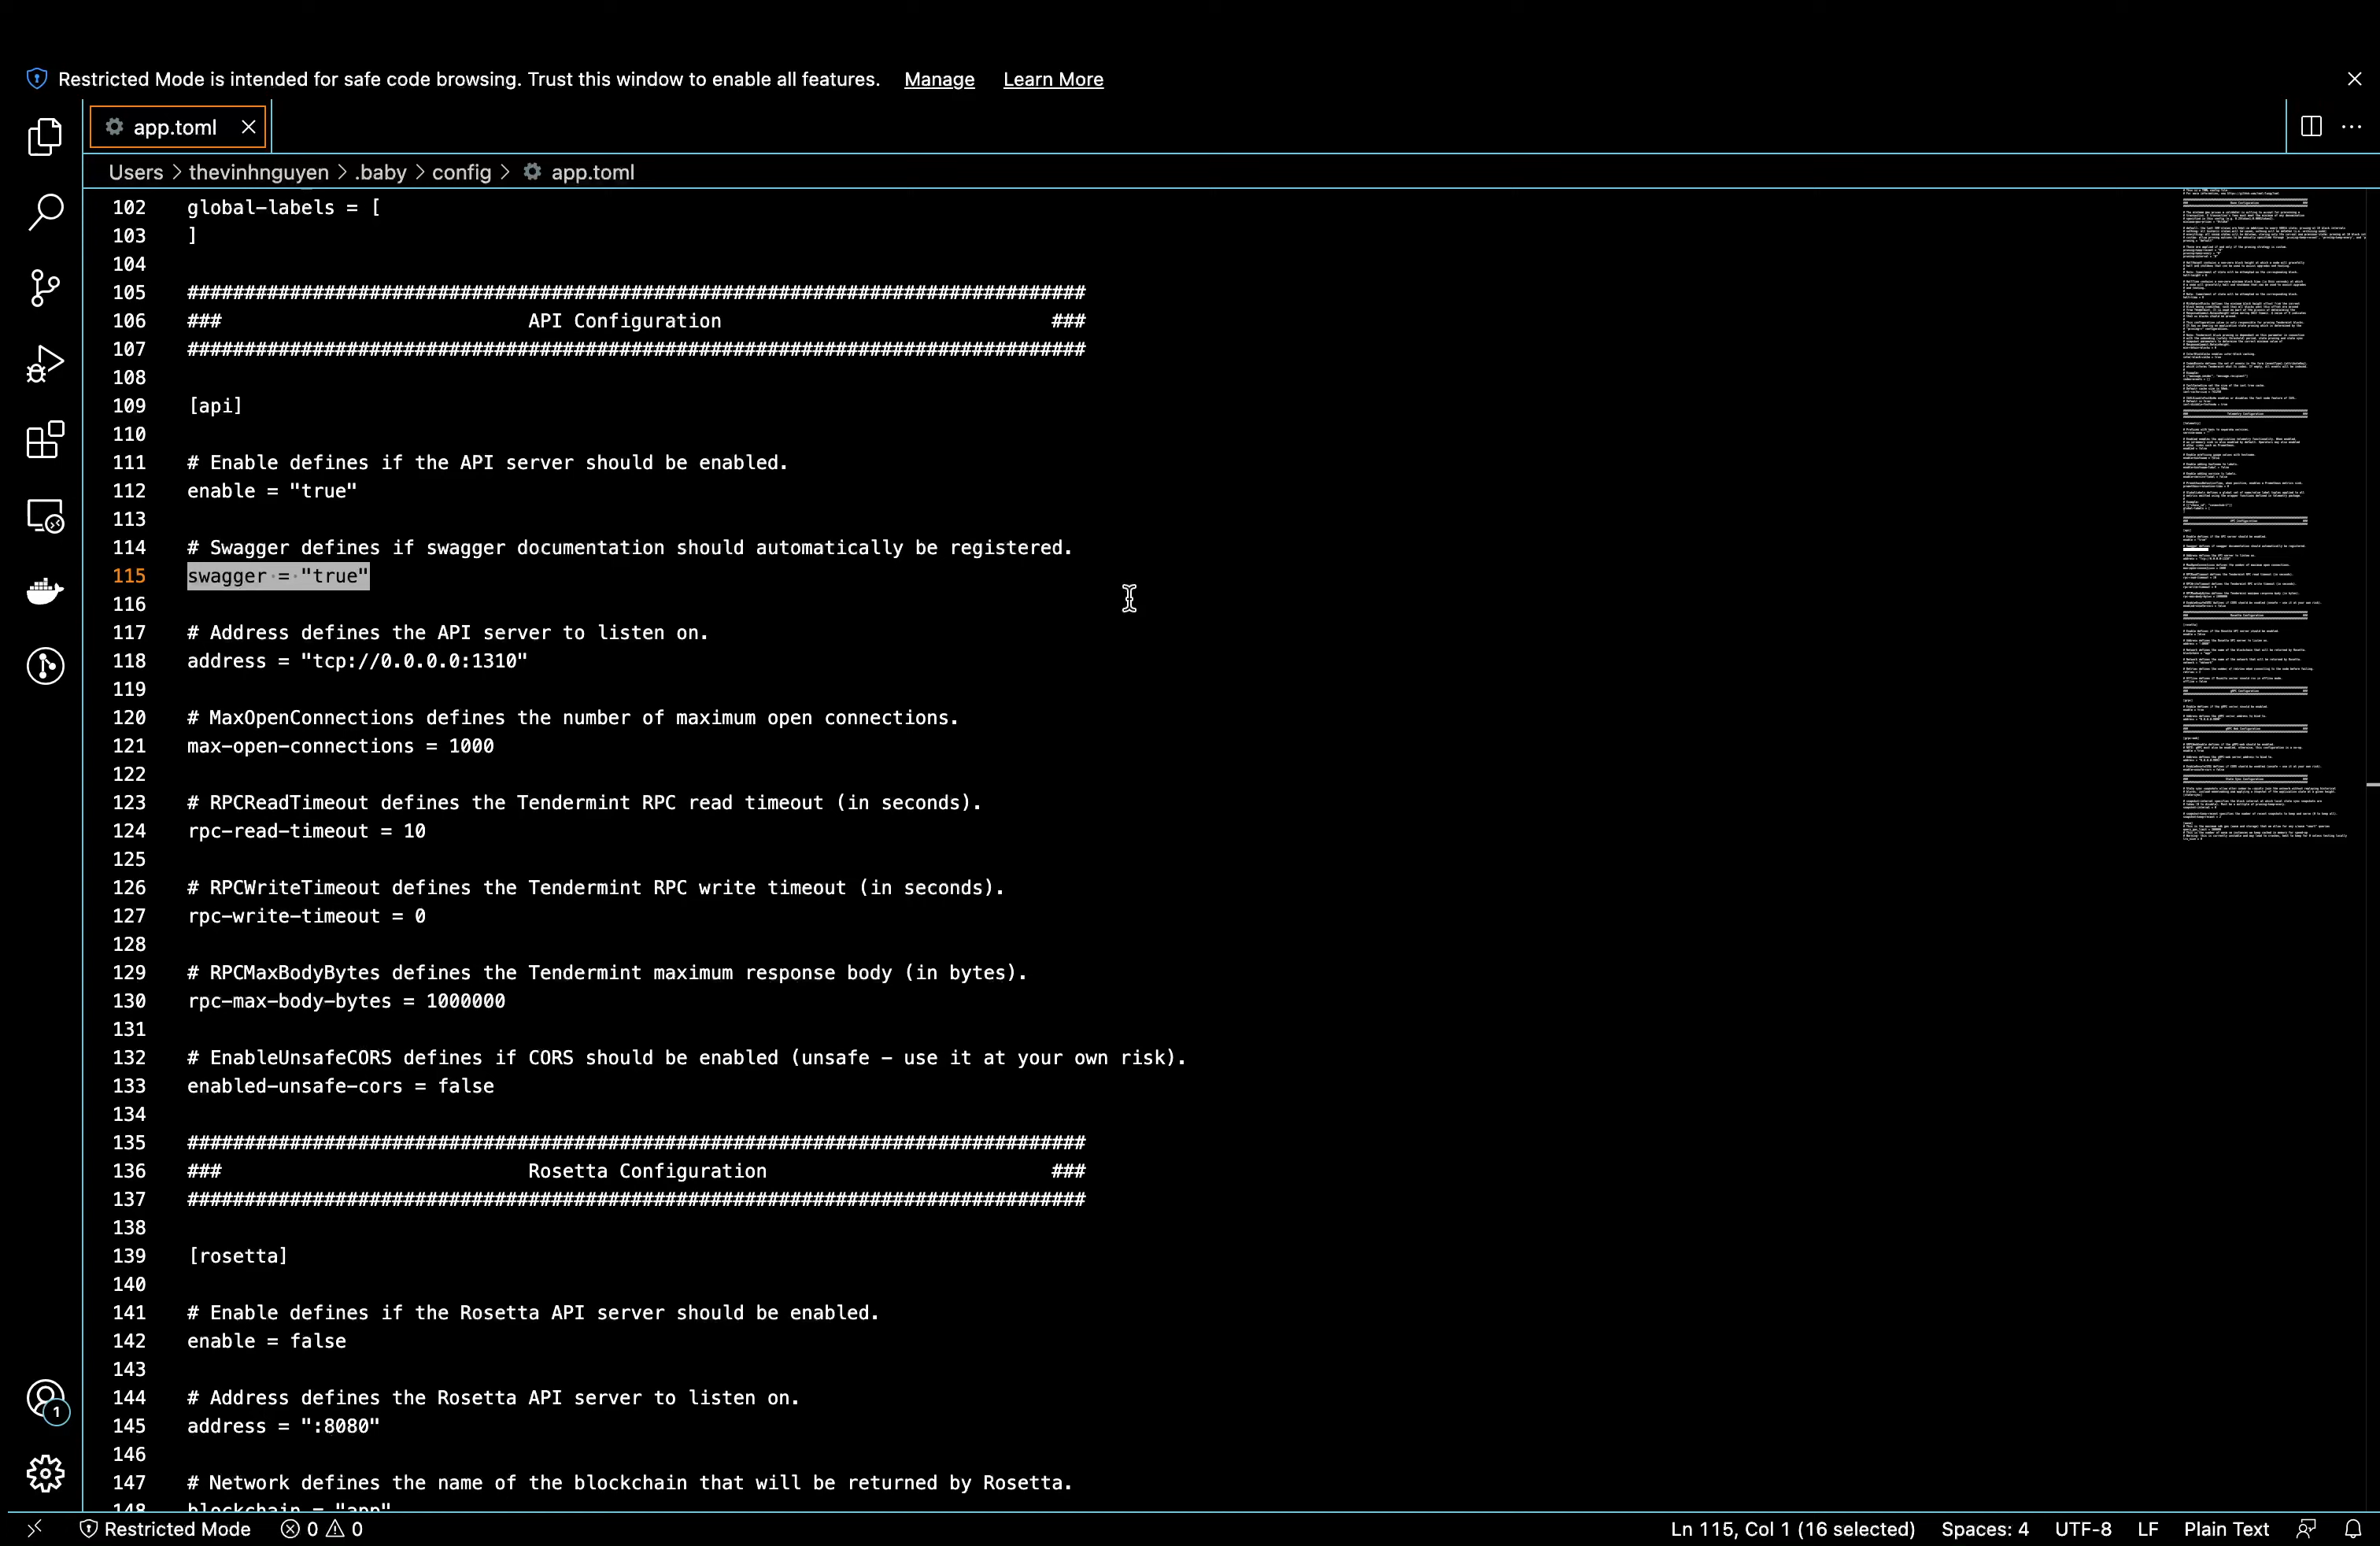 Restricted Mode is intended for safe code browsing. Trust this window to enable all features. Manage Learn More
app.toml
Users > thevinhnguyen > .baby > config > app.toml
102 global-labels = [
103 ]
104
105 ###############################################################################
106 ### API Configuration ###
107 ###############################################################################
108
109 [api]
110
111 # Enable defines if the API server should be enabled.
112 enable = "true"
113
114 # Swagger defines if swagger documentation should automatically be registered.
115 swagger = "true"
116
117 # Address defines the API server to listen on.
118 address = "tcp://0.0.0.0:1310"
119
120 # MaxOpenConnections defines the number of maximum open connections.
121 max-open-connections = 1000
122
123 # RPCReadTimeout defines the Tendermint RPC read timeout (in seconds).
124 rpc-read-timeout = 10
125
126 # RPCWriteTimeout defines the Tendermint RPC write timeout (in seconds).
127 rpc-write-timeout = 0
128
129 # RPCMaxBodyBytes defines the Tendermint maximum response body (in bytes).
130 rpc-max-body-bytes = 1000000
131
132 # EnableUnsafeCORS defines if CORS should be enabled (unsafe - use it at your own risk).
133 enabled-unsafe-cors = false
134
135 ###############################################################################
136 ### Rosetta Configuration ###
137 ###############################################################################
138
139 [rosetta]
140
141 # Enable defines if the Rosetta API server should be enabled.
142 enable = false
143
144 # Address defines the Rosetta API server to listen on.
145 address = ":8080"
146
147 # Network defines the name of the blockchain that will be returned by Rosetta.
148 blockchain = "app"
1
Restricted Mode 0 0 Ln 115, Col 1 (16 selected) Spaces: 4 UTF-8 LF Plain Text